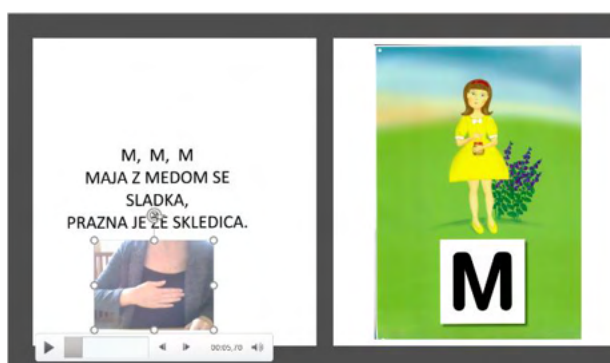 M, M, M
MAJA Z MEDOM SE
SLADKA,
PRAZNA JE ŽE SKLEDICA.
00:05,70
M